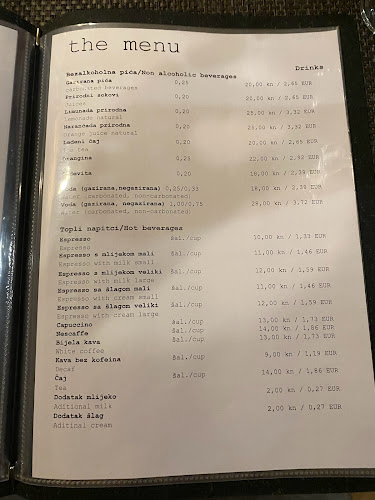 the menu
Drinks
Bezalkoholna pića/Non alcoholic beverages
Gazirana pića 0,25 20,00 kn / 2,65 EUR
carbonated beverages
Prirodni sokovi 0,20 20,00 kn / 2,65 EUR
Juices
Limunada prirodna 0,20 25,00 kn / 3,32 EUR
Lemonade natural
Naranđada prirodna 0,20 25,00 kn / 3,32 EUR
Orange juice natural
Ledeni čaj 0,20 20,00 kn / 2,65 EUR
Ice tea
Orangina 0,25 22,00 kn / 2,92 EUR
0,20 18,00 kn / 2,39 EUR
Voda (gazirana,negazirana) 0,25/0,33 18,00 kn / 2,39 EUR
Water (carbonated, non-carbonated)
Voda (gazirana, negazirana) 1,00/0,75 28,00 kn / 3,72 EUR
Water (carbonated, non-carbonated)
Topli napitci/Hot beverages
Espresso šal./cup 10,00 kn / 1,33 EUR
Espresso
Espresso s mlijekom mali šal./cup 11,00 kn / 1,46 EUR
Espresso with milk small
Espresso s mlijekom veliki šal./cup 12,00 kn / 1,59 EUR
Espresso with milk large
Espresso sa šlagom mali šal./cup 11,00 kn / 1,46 EUR
Espresso with cream small
Espresso sa šlagom veliki šal./cup 12,00 kn / 1,59 EUR
Espresso with cream large
Capuccino šal./cup 13,00 kn / 1,73 EUR
Nescaffe šal./cup 14,00 kn / 1,86 EUR
Bijela kava šal./cup 13,00 kn / 1,73 EUR
White coffee
Kava bez kofeina šal./cup 9,00 kn / 1,19 EUR
Decaf
Čaj šal./cup 14,00 kn / 1,86 EUR
Tea
Dodatak mlijeko 2,00 kn / 0,27 EUR
Aditional milk
Dodatak šlag 2,00 kn / 0,27 EUR
Aditinal cream